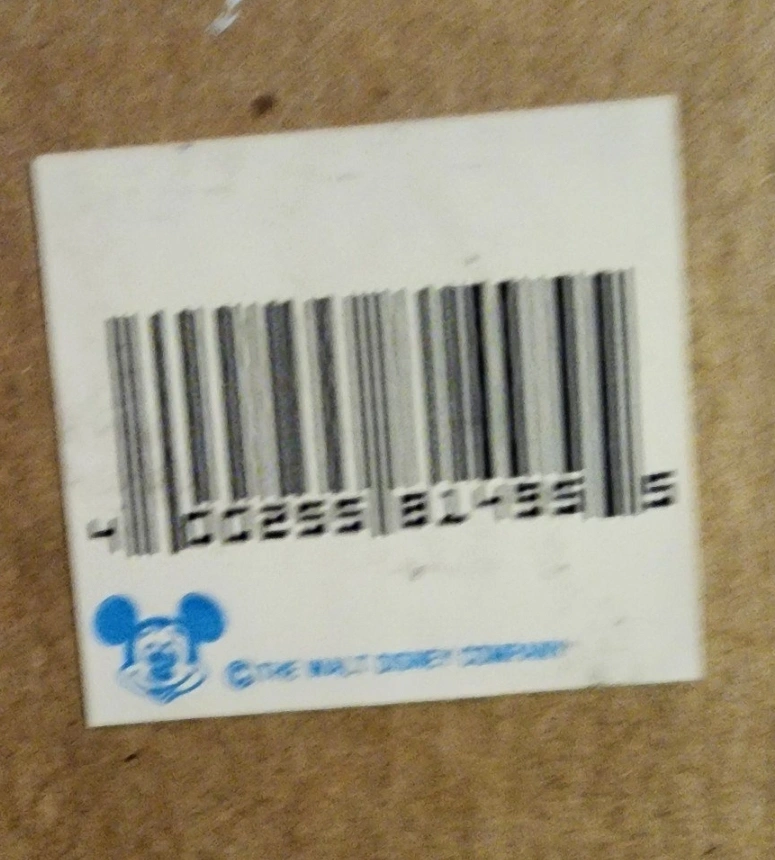 4 00255 81495 5
© THE WALT DISNEY COMPANY